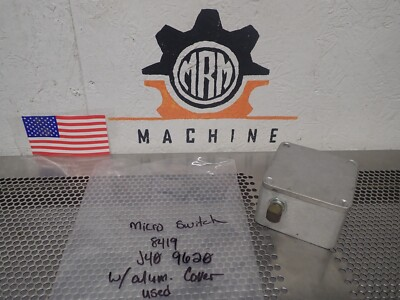 MRM
MACHINE
Micro Switch
8419
J40 9620
w/alum. Cover
used